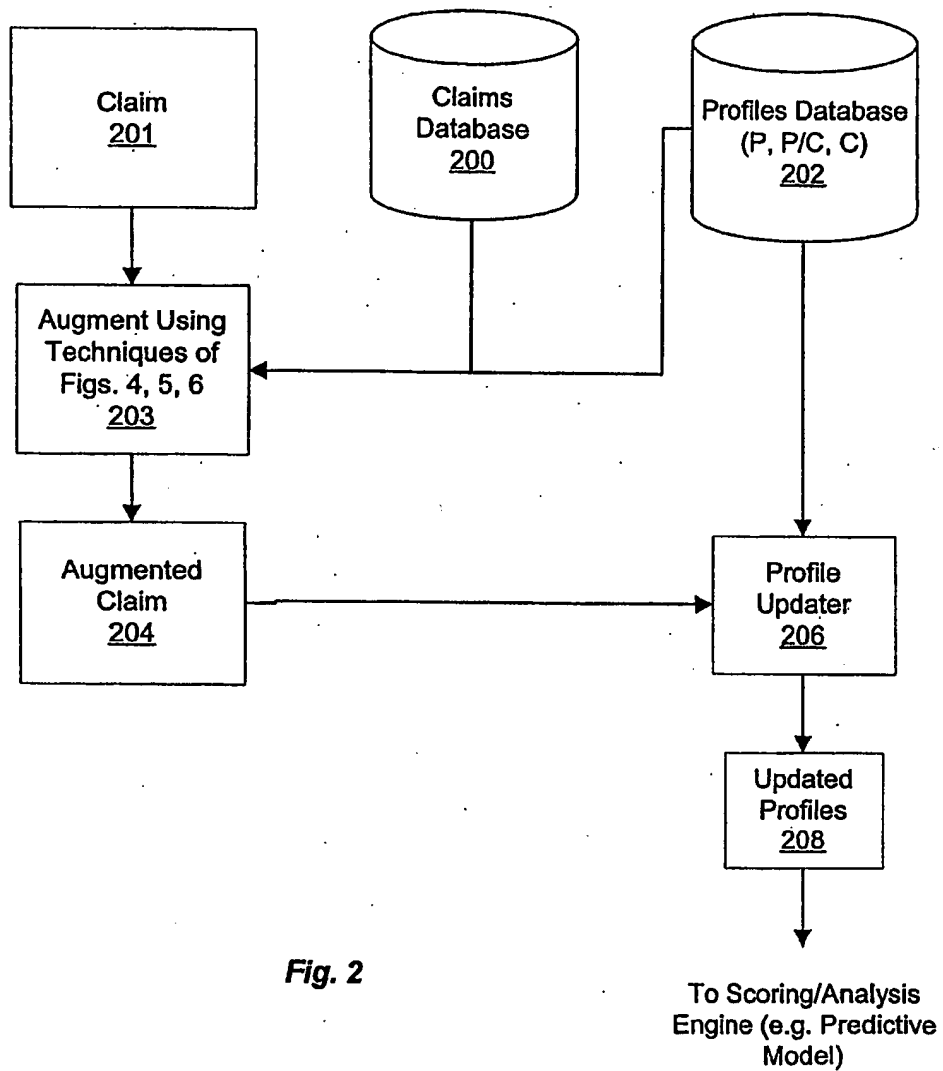 Claim
201
Claims
Database
200
Profiles Database
(P, P/C, C)
202
Augment Using
Techniques of
Figs. 4, 5, 6
203
Augmented
Claim
204
Profile
Updater
206
Updated
Profiles
208
Fig. 2
To Scoring/Analysis
Engine (e.g. Predictive
Model)